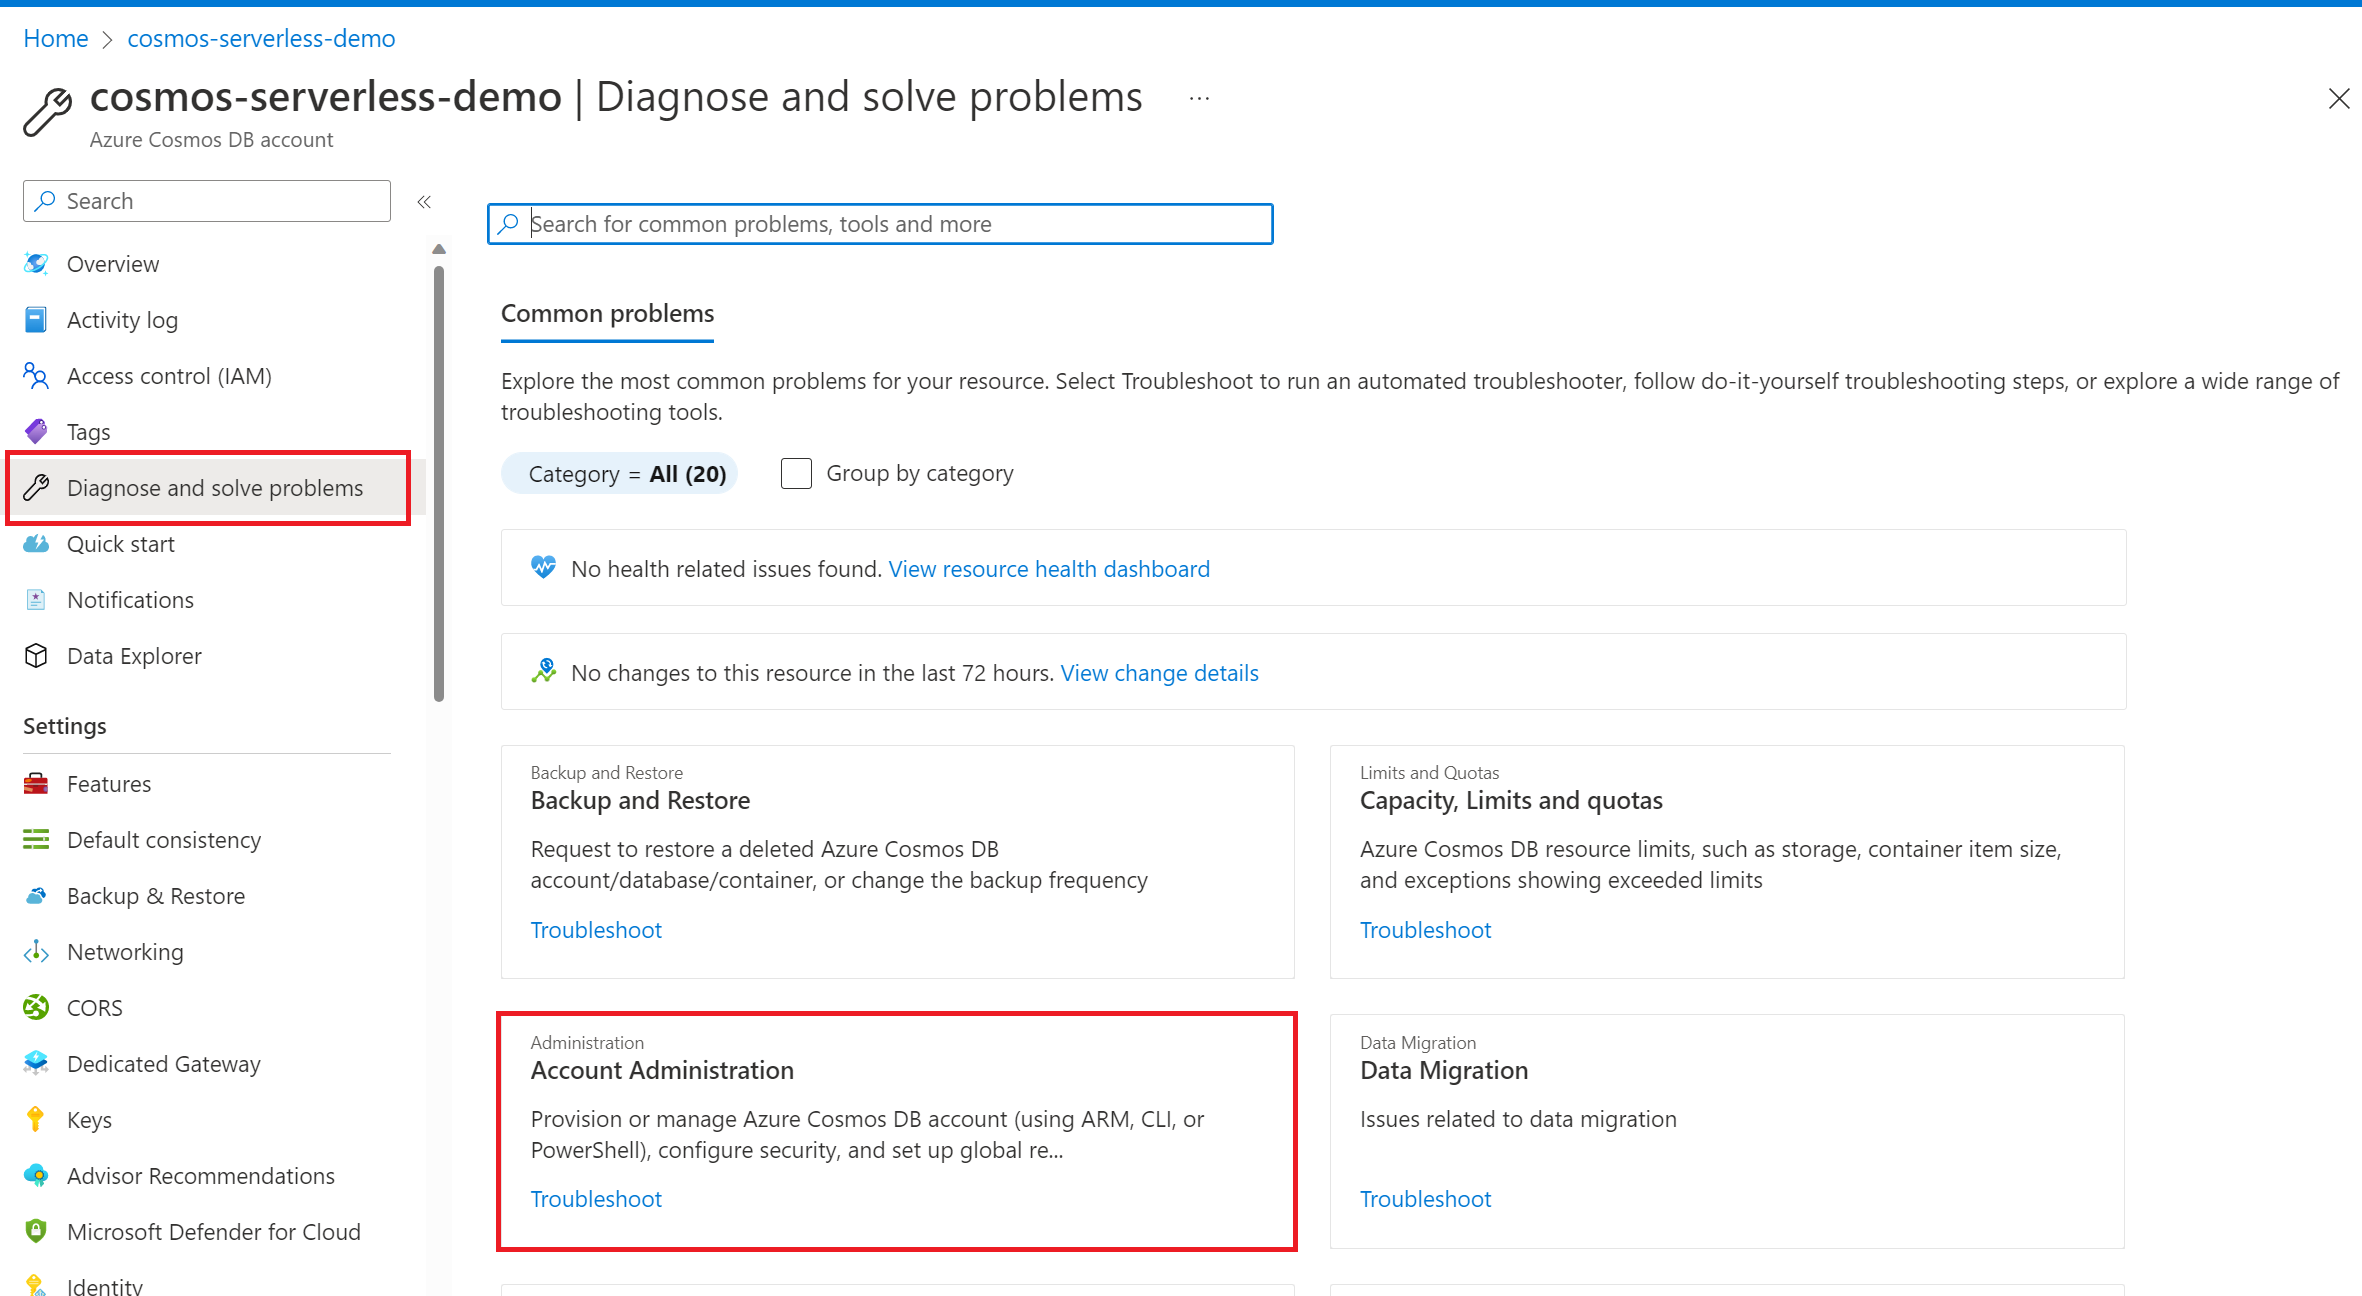 Home > cosmos-serverless-demo
cosmos-serverless-demo | Diagnose and solve problems ...
Azure Cosmos DB account
Search
«
Overview
Activity log
Access control (IAM)
Tags
Diagnose and solve problems
Quick start
Notifications
Data Explorer
Settings
Features
Default consistency
Backup & Restore
Networking
CORS
Dedicated Gateway
Keys
Advisor Recommendations
Microsoft Defender for Cloud
Identity
Search for common problems, tools and more
Common problems
Explore the most common problems for your resource. Select Troubleshoot to run an automated troubleshooter, follow do-it-yourself troubleshooting steps, or explore a wide range of
troubleshooting tools.
Category = All (20)
Group by category
No health related issues found. View resource health dashboard
No changes to this resource in the last 72 hours. View change details
Backup and Restore
Backup and Restore
Request to restore a deleted Azure Cosmos DB
account/database/container, or change the backup frequency
Troubleshoot
Limits and Quotas
Capacity, Limits and quotas
Azure Cosmos DB resource limits, such as storage, container item size,
and exceptions showing exceeded limits
Troubleshoot
Administration
Account Administration
Provision or manage Azure Cosmos DB account (using ARM, CLI, or
PowerShell), configure security, and set up global re...
Troubleshoot
Data Migration
Data Migration
Issues related to data migration
Troubleshoot